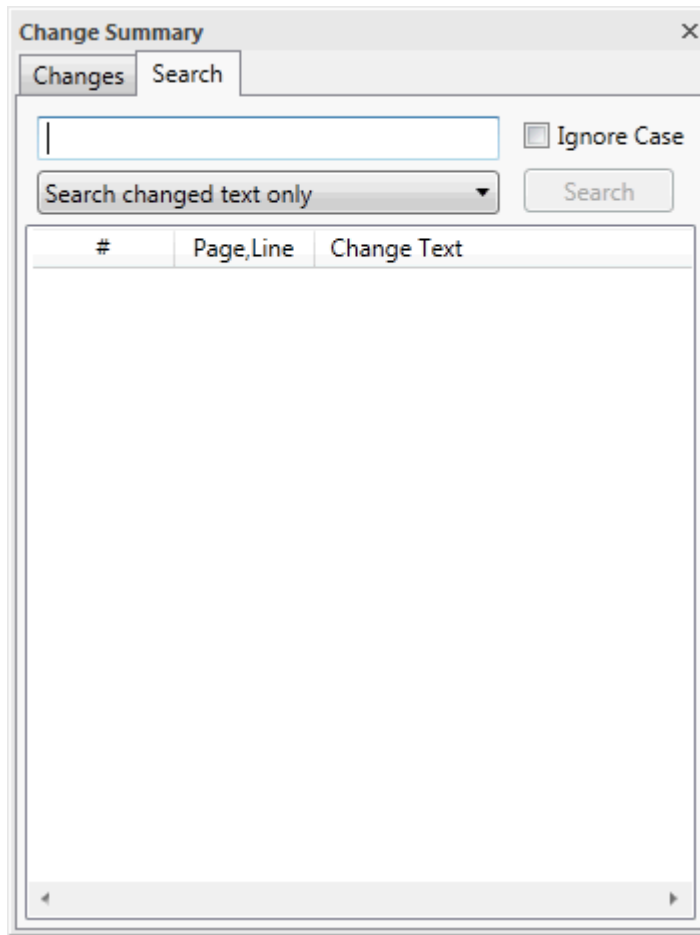 Change Summary
Changes Search
Ignore Case
Search changed text only Search
# Page,Line Change Text